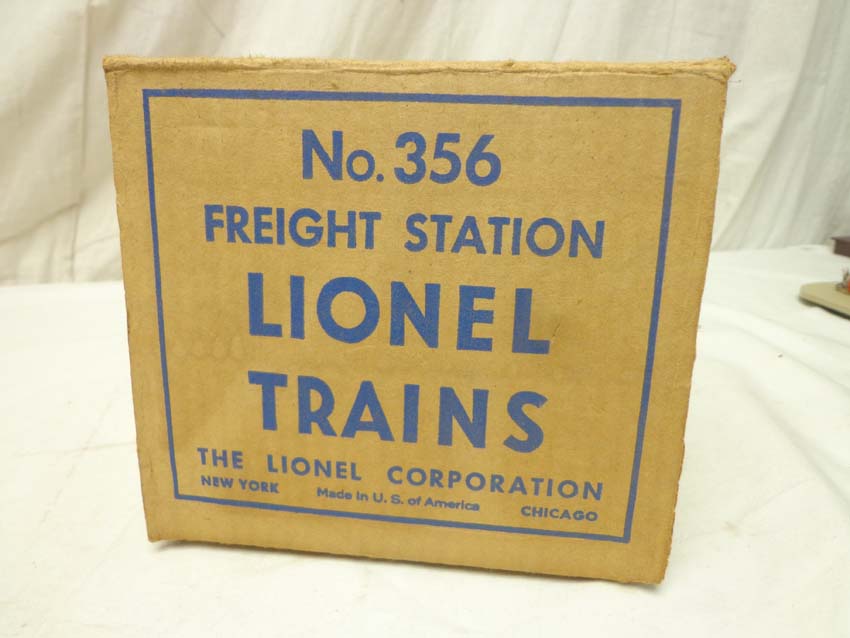 No. 356
FREIGHT STATION
LIONEL
TRAINS
THE LIONEL CORPORATION
NEW YORK Made in U. S. of America CHICAGO